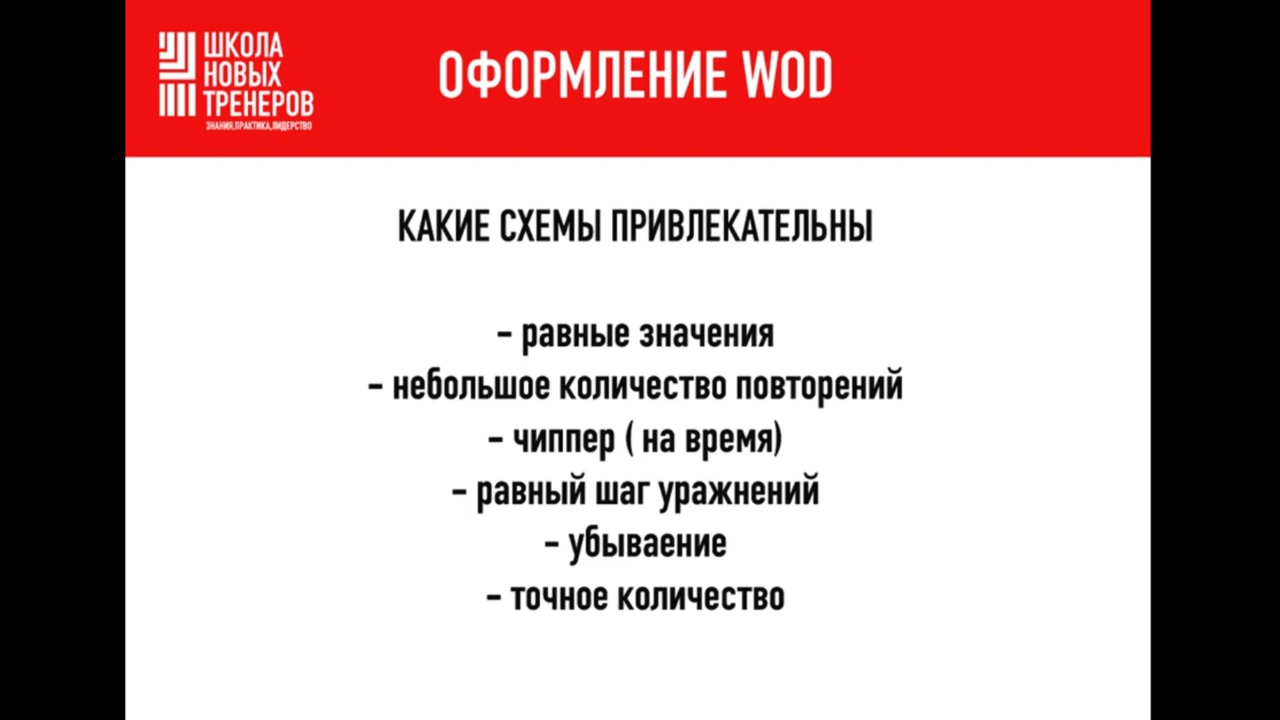 ШКОЛА
НОВЫХ
ТРЕНЕРОВ
ЗНАНИЯ,ПРАКТИКА,ЛИДЕРСТВО
ОФОРМЛЕНИЕ WOD
КАКИЕ СХЕМЫ ПРИВЛЕКАТЕЛЬНЫ
- равные значения
- небольшое количество повторений
- чиппер ( на время)
- равный шаг уражнений
- убываение
- точное количество